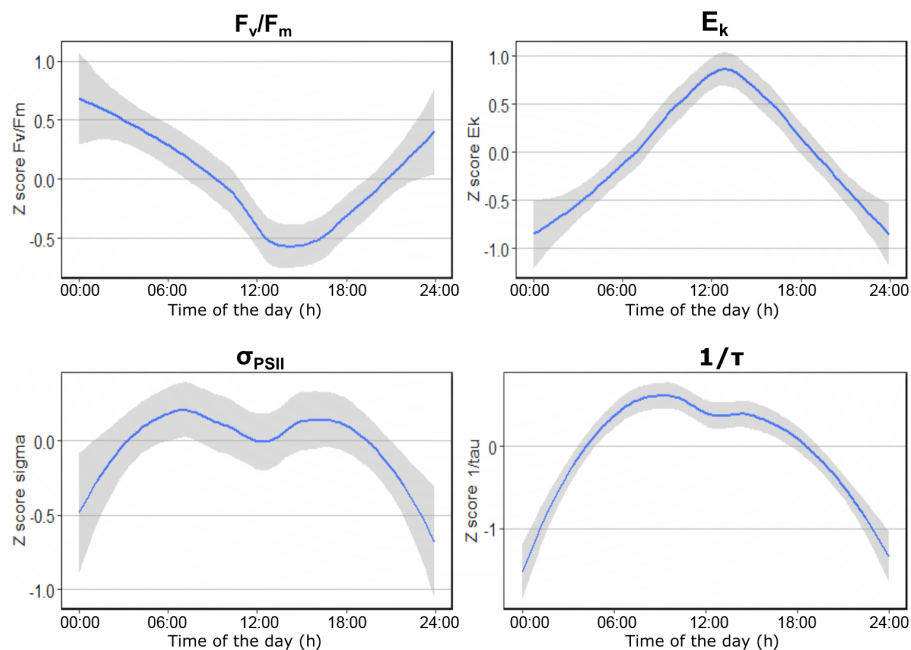 Fv/Fm
Z score Fv/Fm
1.0
0.5
0.0
-0.5
00:00 06:00 12:00 18:00 24:00
Time of the day (h)
Ek
Z score Ek
1.0
0.5
0.0
-0.5
-1.0
00:00 06:00 12:00 18:00 24:00
Time of the day (h)
σPSII
Z score sigma
0.0
-0.5
-1.0
00:00 06:00 12:00 18:00 24:00
Time of the day (h)
1/τ
Z score 1/tau
0
-1
00:00 06:00 12:00 18:00 24:00
Time of the day (h)